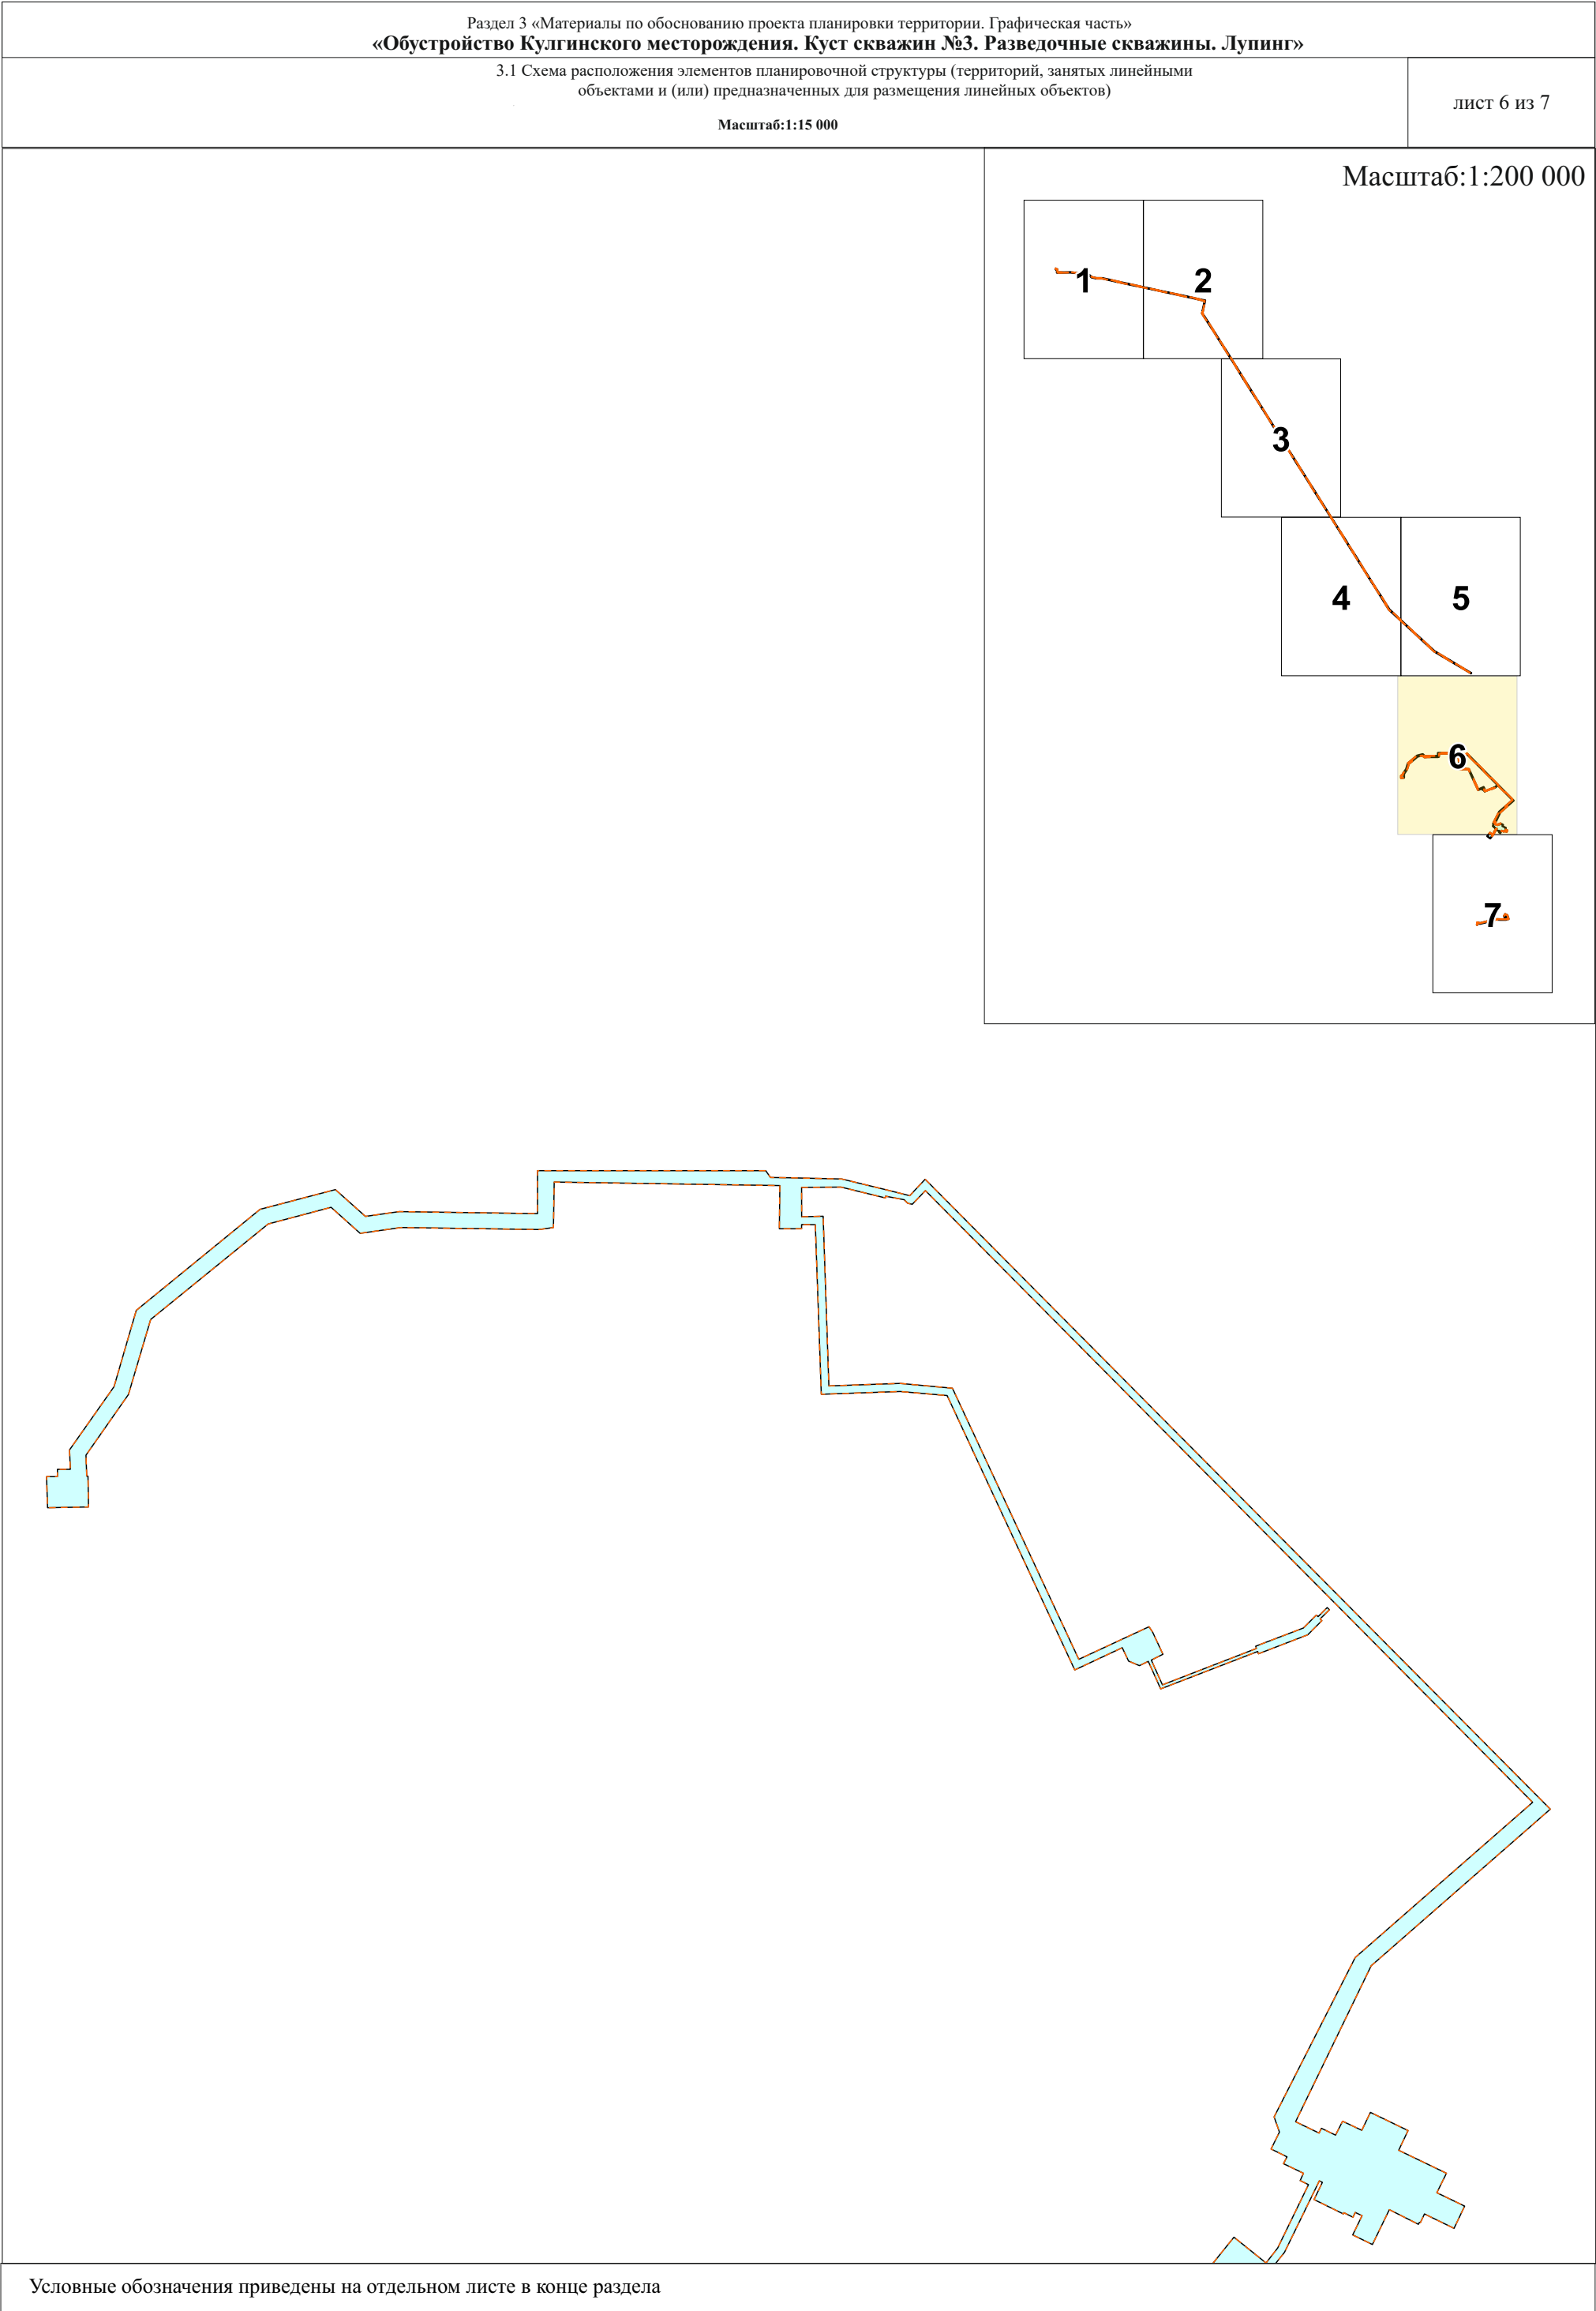 Раздел 3 «Материалы по обоснованию проекта планировки территории. Графическая часть»
«Обустройство Кулгинского месторождения. Куст скважин №3. Разведочные скважины. Лупинг»
3.1 Схема расположения элементов планировочной структуры (территорий, занятых линейными
объектами и (или) предназначенных для размещения линейных объектов)
Масштаб:1:15 000
лист 6 из 7
Масштаб:1:200 000
1
2
3
4
5
6
7
Условные обозначения приведены на отдельном листе в конце раздела